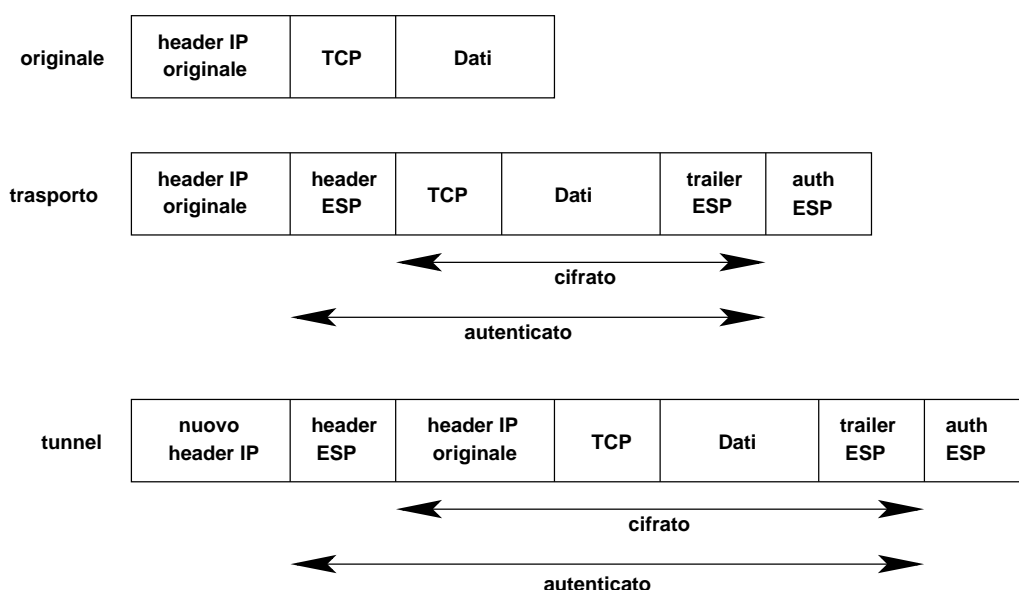 originale
header IP
originale
TCP
Dati
trasporto
header IP
originale
header
ESP
TCP
Dati
trailer
ESP
auth
ESP
cifrato
autenticato
tunnel
nuovo
header IP
header
ESP
header IP
originale
TCP
Dati
trailer
ESP
auth
ESP
cifrato
autenticato